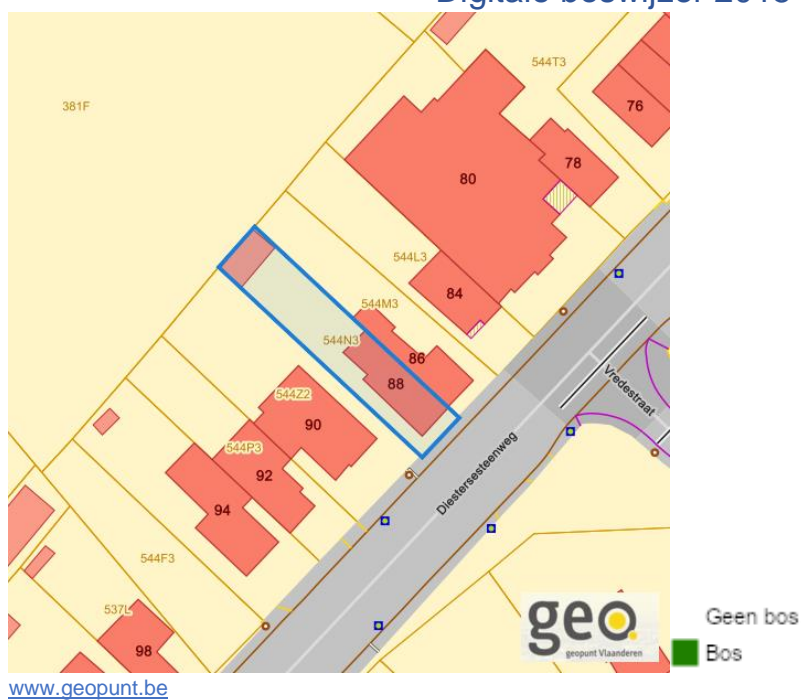 544T3
381F
76
78
80
544L3
84
544M3
544N3
86
88
Vredestraat
544Z2
90
544P3
92
94
Diestersesteenweg
544F3
537L
98
geo.
geopunt Vlaanderen
Geen bos
Bos
www.geopunt.be